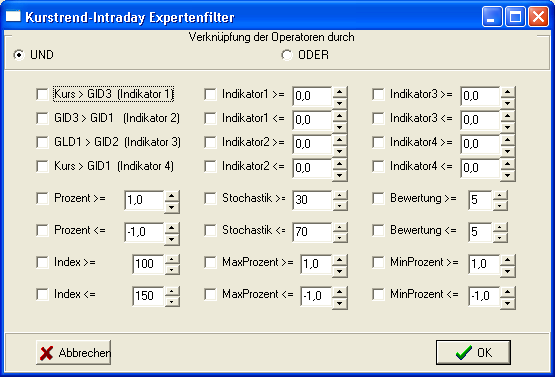 Kurstrend-Intraday Expertenfilter
Verknüpfung der Operatoren durch
UND ODER
Kurs > GID3 (Indikator 1) Indikator1 >= 0,0 Indikator3 >= 0,0
GID3 > GID1 (Indikator 2) Indikator1 <= 0,0 Indikator3 <= 0,0
GLD1 > GID2 (Indikator 3) Indikator2 >= 0,0 Indikator4 >= 0,0
Kurs > GID1 (Indikator 4) Indikator2 <= 0,0 Indikator4 <= 0,0
Prozent >= 1,0 Stochastik >= 30 Bewertung >= 5
Prozent <= -1,0 Stochastik <= 70 Bewertung <= 5
Index >= 100 MaxProzent >= 1,0 MinProzent >= 1,0
Index <= 150 MaxProzent <= -1,0 MinProzent <= -1,0
Abbrechen OK